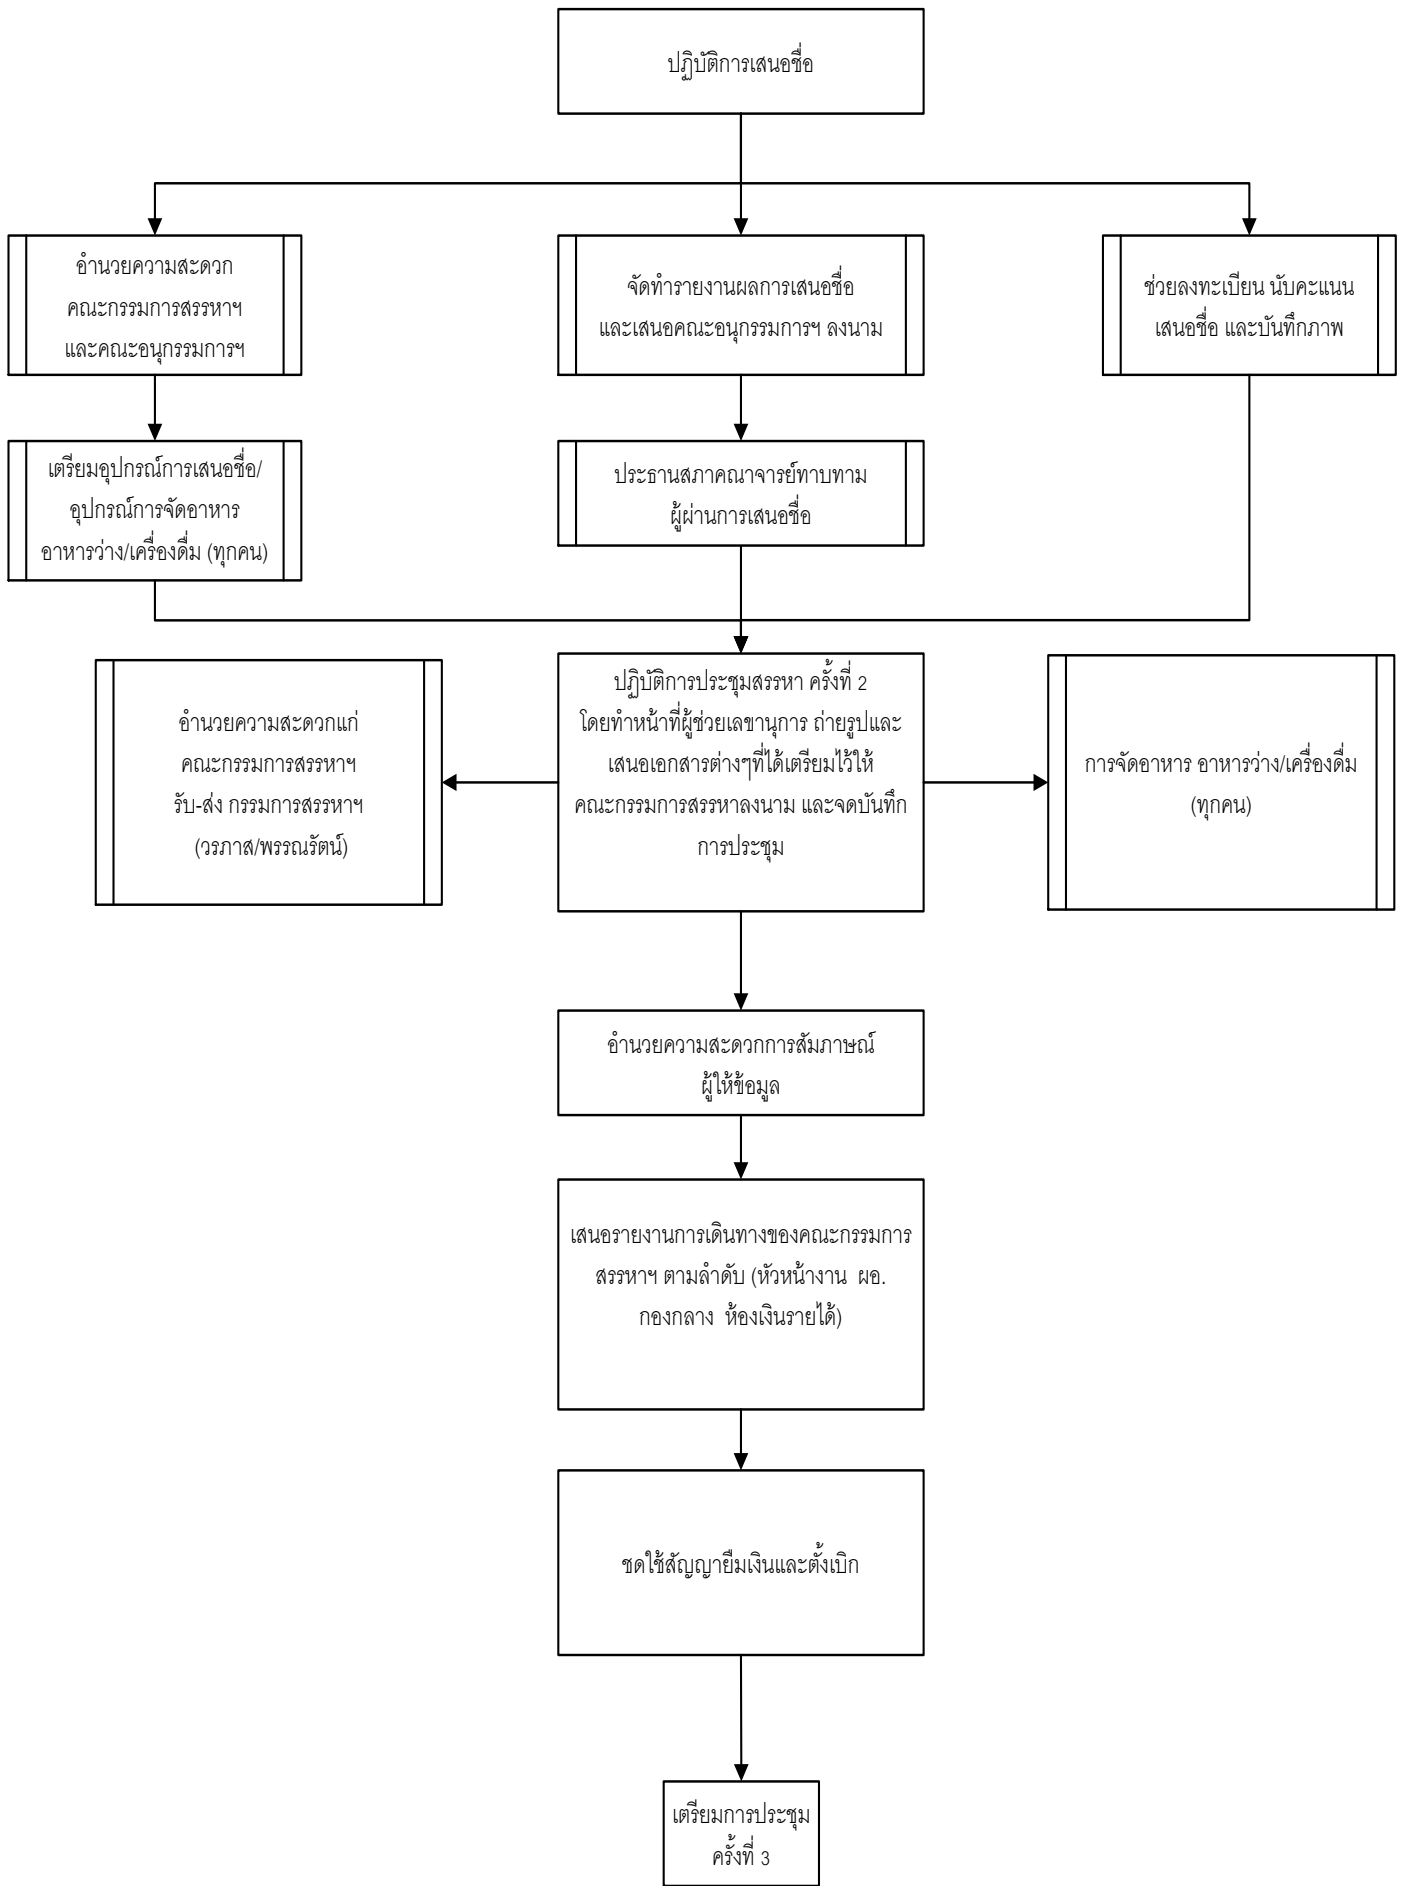 ปฏิบัติการเสนอชื่อ
อำนวยความสะดวก
คณะกรรมการสรรหาฯ
และคณะอนุกรรมการฯ
จัดทำรายงานผลการเสนอชื่อ
และเสนอคณะอนุกรรมการฯ ลงนาม
ช่วยลงทะเบียน นับคะแนน
เสนอชื่อ และบันทึกภาพ
เตรียมอุปกรณ์การเสนอชื่อ/
อุปกรณ์การจัดอาหาร
อาหารว่าง/เครื่องดื่ม (ทุกคน)
ประธานสภาคณาจารย์ทาบทาม
ผู้ผ่านการเสนอชื่อ
อำนวยความสะดวกแก่
คณะกรรมการสรรหาฯ
รับ-ส่ง กรรมการสรรหาฯ
(วรภาส/พรรณรัตน์)
ปฏิบัติการประชุมสรรหา ครั้งที่ 2
โดยทำหน้าที่ผู้ช่วยเลขานุการ ถ่ายรูปและ
เสนอเอกสารต่างๆที่ได้เตรียมไว้ให้
คณะกรรมการสรรหาลงนาม และจดบันทึก
การประชุม
การจัดอาหาร อาหารว่าง/เครื่องดื่ม
(ทุกคน)
อำนวยความสะดวกการสัมภาษณ์
ผู้ให้ข้อมูล
เสนอรายงานการเดินทางของคณะกรรมการ
สรรหาฯ ตามลำดับ (หัวหน้างาน ผอ.
กองกลาง ห้องเงินรายได้)
ชดใช้สัญญายืมเงินและตั้งเบิก
เตรียมการประชุม
ครั้งที่ 3